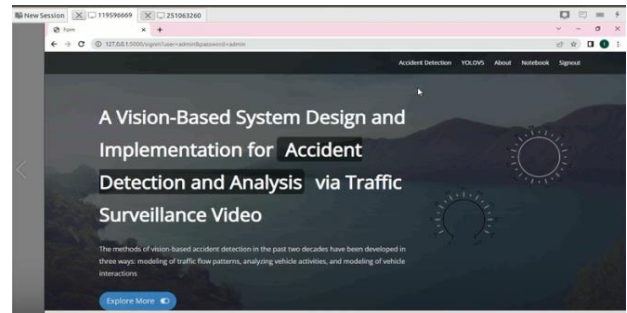 New Session
119596669
251063260
Form
127.0.0.1:5000/signin?user=admin&password=admin
Accident Detection YOLOV5 About Notebook Signout
A Vision-Based System Design and
Implementation for Accident
Detection and Analysis via Traffic
Surveillance Video
The methods of vision-based accident detection in the past two decades have been developed in
three ways: modeling of traffic flow patterns, analyzing vehicle activities, and modeling of vehicle
interactions
Explore More